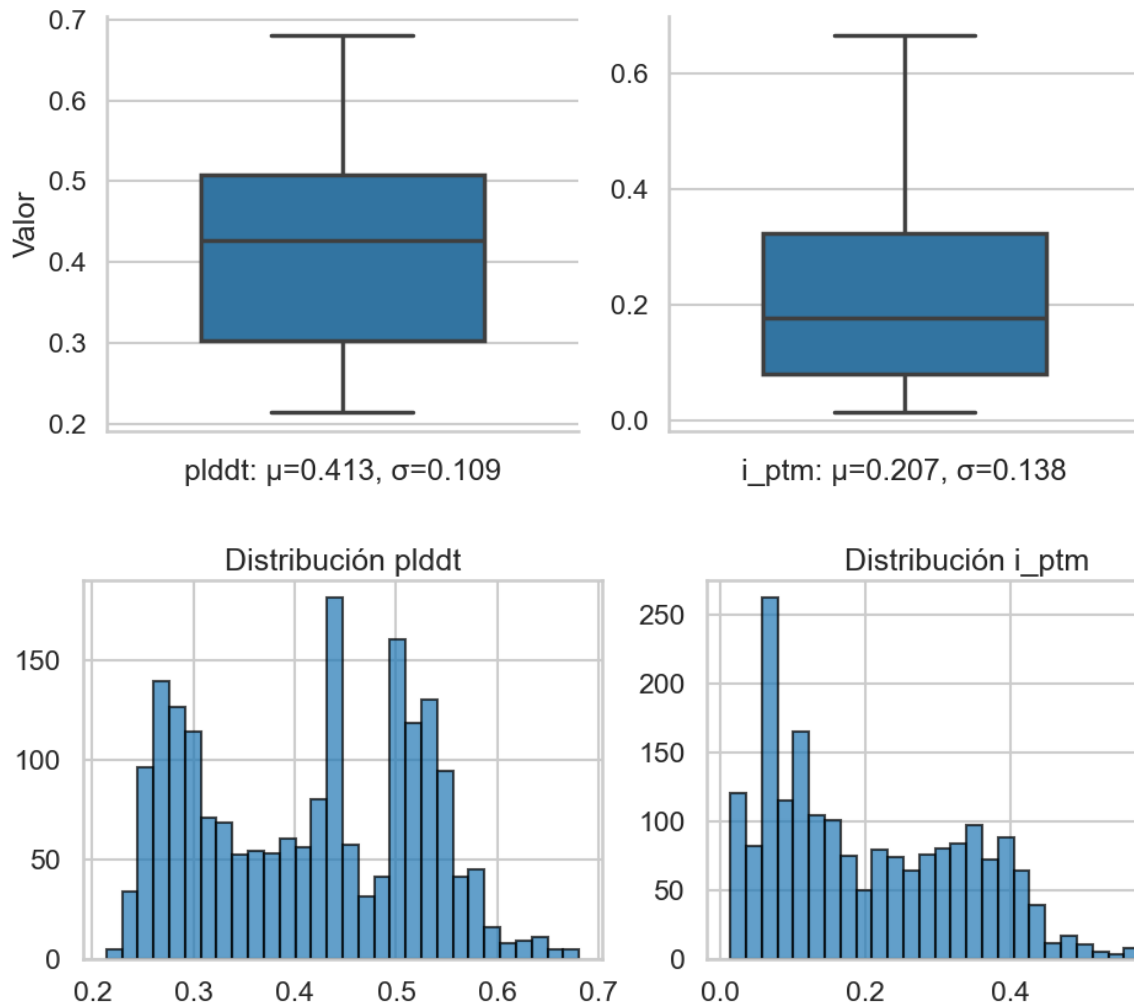 0.7
0.6
0.5
0.4
0.3
0.2
Valor
plddt: μ=0.413, σ=0.109
0.6
0.4
0.2
0.0
i_ptm: μ=0.207, σ=0.138
Distribución plddt
150
100
50
0
0.2 0.3 0.4 0.5 0.6 0.7
Distribución i_ptm
250
200
150
100
50
0
0.0 0.2 0.4